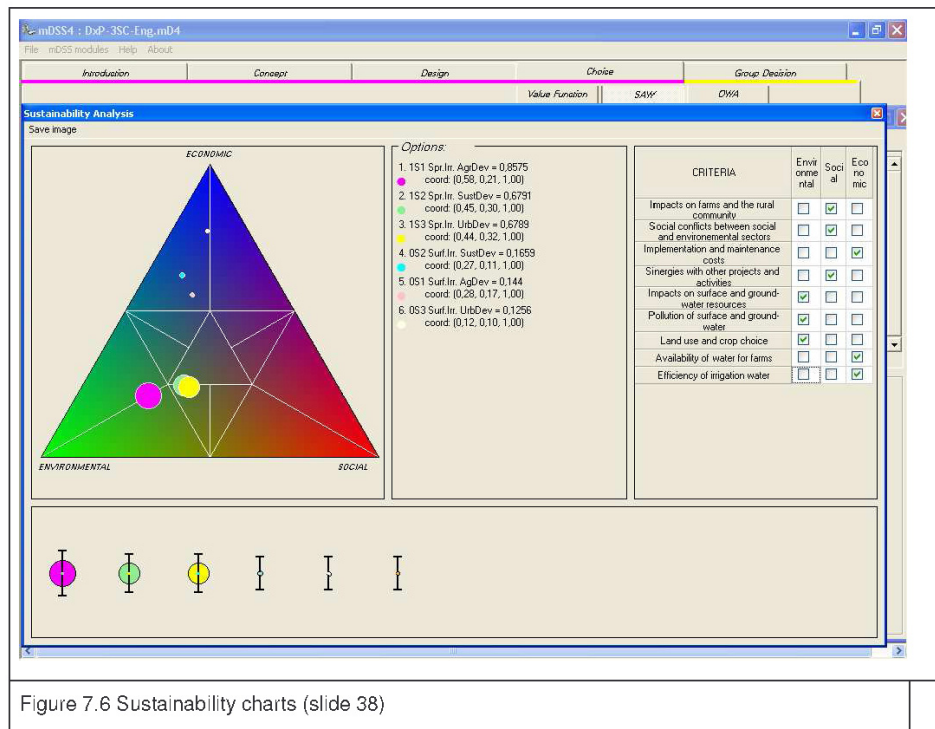 mDSS4 : DxP-3SC-Eng.mD4
File mDSS modules Help About
Introduction Concept Design Choice Group Decision
Value Function SAW OWA
Sustainability Analysis
Save image
ECONOMIC
ENVIRONMENTAL
SOCIAL
Options:
1. 1S1 Spr.Irr. AgrDev = 0,8575
coord: (0,58, 0,21, 1,00)
2. 1S2 Spr.Irr. SustDev = 0,6791
coord: (0,45, 0,30, 1,00)
3. 1S3 Spr.Irr. UrbDev = 0,6789
coord: (0,44, 0,32, 1,00)
4. 0S2 Surf.Irr. SustDev = 0,1659
coord: (0,27, 0,11, 1,00)
5. 0S1 Surf.Irr. AgDev = 0,144
coord: (0,28, 0,17, 1,00)
6. 0S3 Surf.Irr. UrbDev = 0,1256
coord: (0,12, 0,10, 1,00)
CRITERIA
Envir
onme
ntal
Soci
al
Eco
no
mic
Impacts on farms and the rural
community
Social conflicts between social
and environemental sectors
Implementation and maintenance
costs
Sinergies with other projects and
activities
Impacts on surface and ground-
water resources
Pollution of surface and ground-
water
Land use and crop choice
Availability of water for farms
Efficiency of irrigation water
Figure 7.6 Sustainability charts (slide 38)